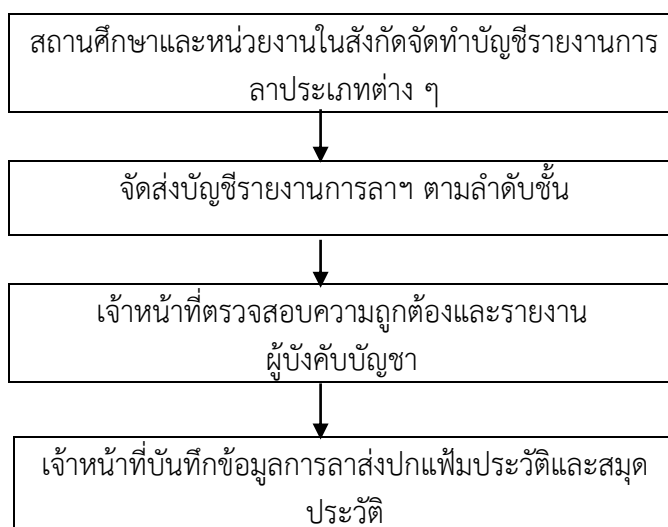 สถานศึกษาและหน่วยงานในสังกัดจัดทำบัญชีรายงานการ
ลาประเภทต่าง ๆ
จัดส่งบัญชีรายงานการลาฯ ตามลำดับชั้น
เจ้าหน้าที่ตรวจสอบความถูกต้องและรายงาน
ผู้บังคับบัญชา
เจ้าหน้าที่บันทึกข้อมูลการลาส่งปกแฟ้มประวัติและสมุด
ประวัติ